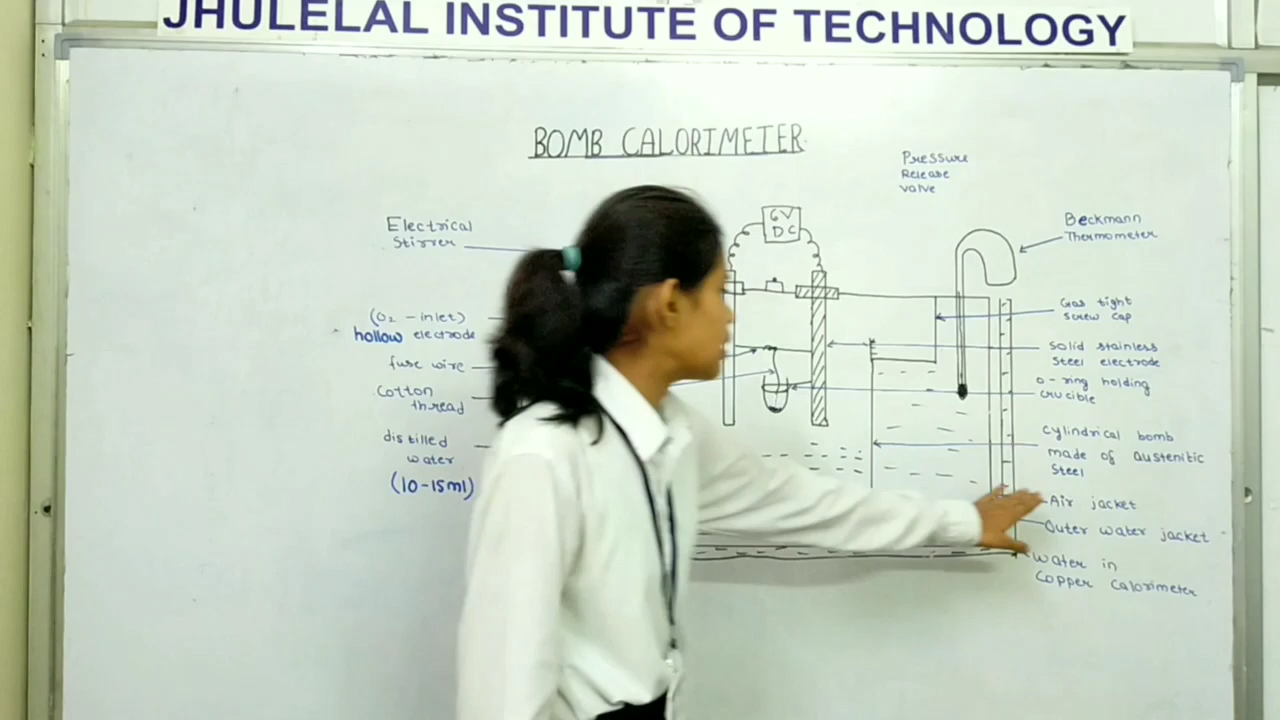 JHULELAL INSTITUTE OF TECHNOLOGY
BOMB CALORIMETER
Pressure
Release
valve
Electrical
Stirrer
6V
DC
Beckmann
Thermometer
(O2 - inlet)
hollow electrode
fuse wire
Cotton
thread
distilled
water
(10-15ml)
Gas tight
screw cap
Solid stainless
steel electrode
O-ring holding
crucible
cylindrical bomb
made of austenitic
Steel
Air jacket
Outer water jacket
Water in
Copper Calorimeter